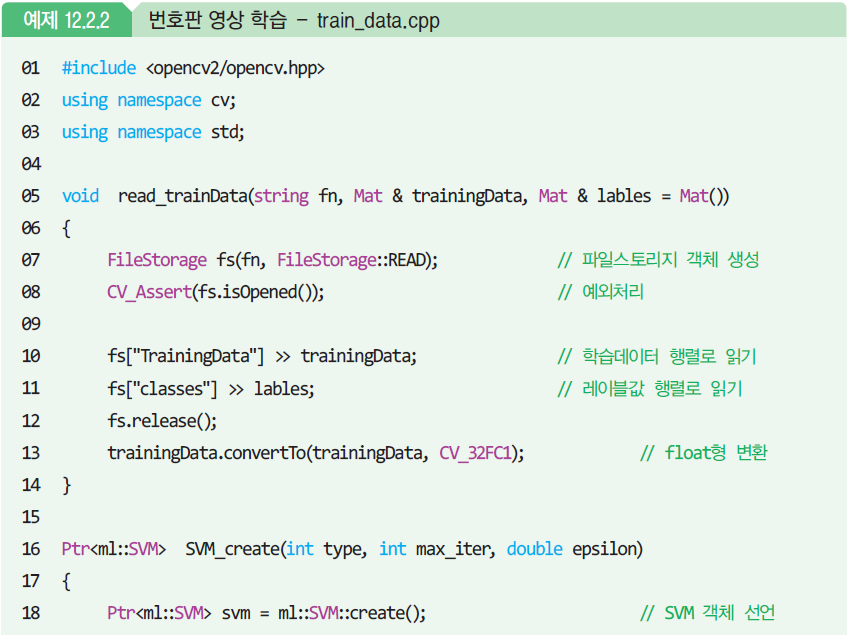 예제 12.2.2 번호판 영상 학습 - train_data.cpp
01 #include <opencv2/opencv.hpp>
02 using namespace cv;
03 using namespace std;
04
05 void read_trainData(string fn, Mat & trainingData, Mat & lables = Mat())
06 {
07 FileStorage fs(fn, FileStorage::READ); // 파일스토리지 객체 생성
08 CV_Assert(fs.isOpened()); // 예외처리
09
10 fs["TrainingData"] >> trainingData; // 학습데이터 행렬로 읽기
11 fs["classes"] >> lables; // 레이블값 행렬로 읽기
12 fs.release();
13 trainingData.convertTo(trainingData, CV_32FC1); // float형 변환
14 }
15
16 Ptr<ml::SVM> SVM_create(int type, int max_iter, double epsilon)
17 {
18 Ptr<ml::SVM> svm = ml::SVM::create(); // SVM 객체 선언